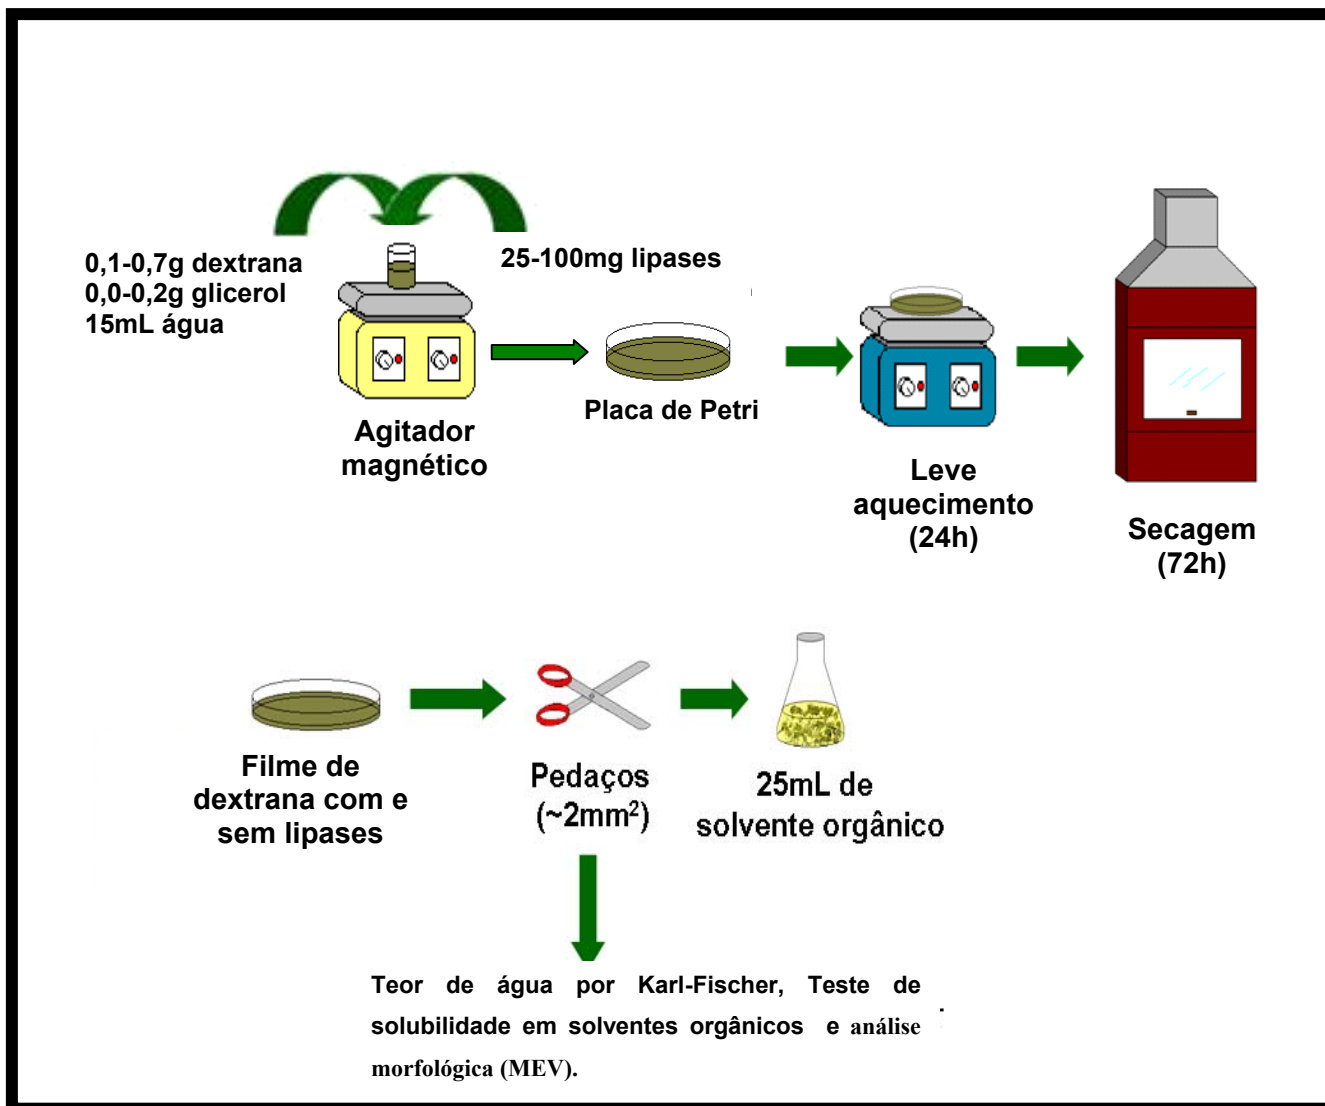 0,1-0,7g dextrana
0,0-0,2g glicerol
15mL água
25-100mg lipases
Agitador
magnético
Placa de Petri
Leve
aquecimento
(24h)
Secagem
(72h)
Filme de
dextrana com e
sem lipases
Pedaços
(~2mm²)
25mL de
solvente orgânico
Teor de água por Karl-Fischer, Teste de
solubilidade em solventes orgânicos e análise
morfológica (MEV).